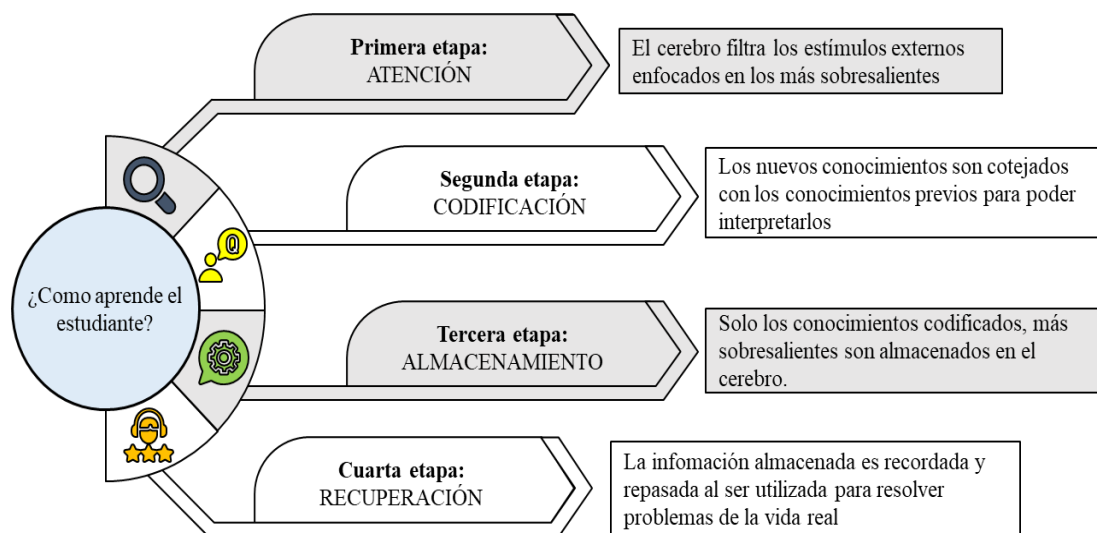 ¿Como aprende el
estudiante?
Primera etapa:
ATENCIÓN
El cerebro filtra los estímulos externos
enfocados en los más sobresalientes
Segunda etapa:
CODIFICACIÓN
Los nuevos conocimientos son cotejados
con los conocimientos previos para poder
interpretarlos
Tercera etapa:
ALMACENAMIENTO
Solo los conocimientos codificados, más
sobresalientes son almacenados en el
cerebro.
Cuarta etapa:
RECUPERACIÓN
La infomación almacenada es recordada y
repasada al ser utilizada para resolver
problemas de la vida real
Q